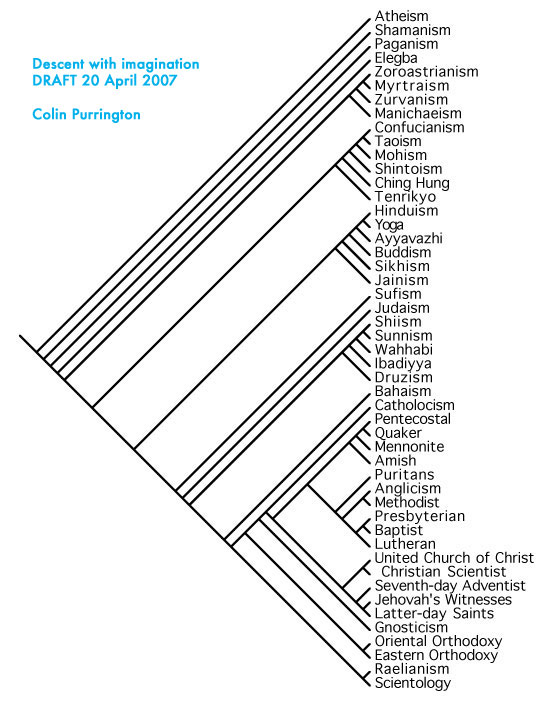 Descent with imagination
DRAFT 20 April 2007
Colin Purrington
Atheism
Shamanism
Paganism
Elegba
Zoroastrianism
Myrtraism
Zurvanism
Manichaeism
Confucianism
Taoism
Mohism
Shintoism
Ching Hung
Tenrikyo
Hinduism
Yoga
Ayyavazhi
Buddism
Sikhism
Jainism
Sufism
Judaism
Shiism
Sunnism
Wahhabi
Ibadiyya
Druzism
Bahaism
Catholocism
Pentecostal
Quaker
Mennonite
Amish
Puritans
Anglicism
Methodist
Presbyterian
Baptist
Lutheran
United Church of Christ
Christian Scientist
Seventh-day Adventist
Jehovah's Witnesses
Latter-day Saints
Gnosticism
Oriental Orthodoxy
Eastern Orthodoxy
Raelianism
Scientology